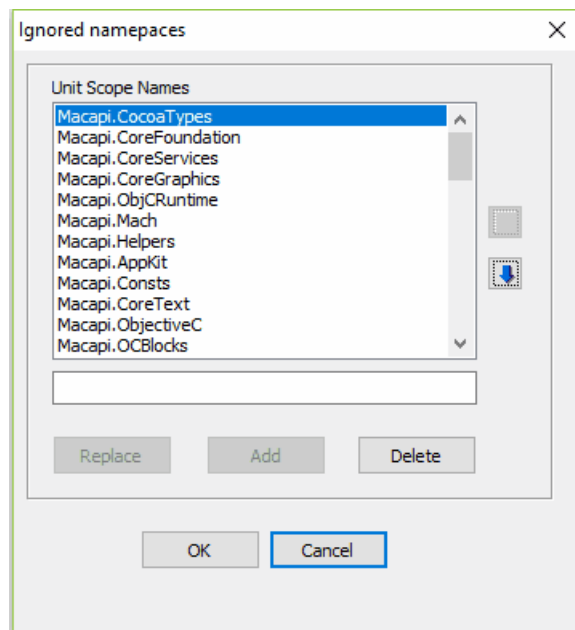 Ignored namepaces
Unit Scope Names
Macapi.CocoaTypes
Macapi.CoreFoundation
Macapi.CoreServices
Macapi.CoreGraphics
Macapi.ObjCRuntime
Macapi.Mach
Macapi.Helpers
Macapi.AppKit
Macapi.Consts
Macapi.CoreText
Macapi.ObjectiveC
Macapi.OCBlocks
Replace Add Delete
OK Cancel